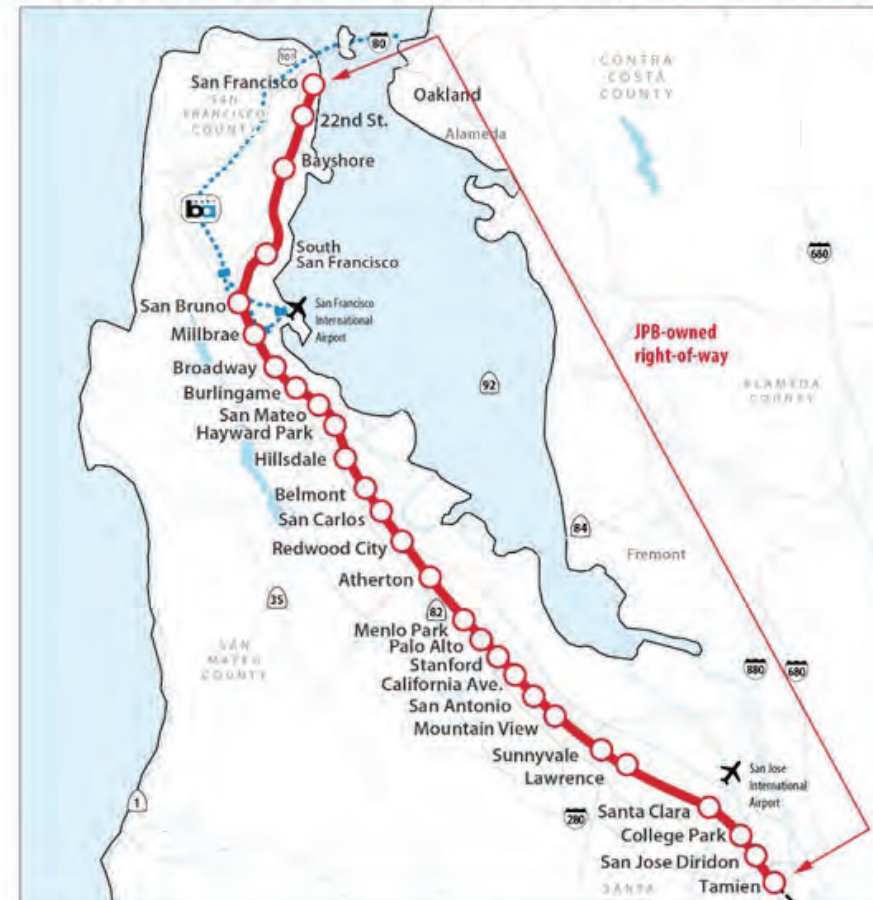 101
80
CONTRA
COSTA
COUNTY
San Francisco
SAN
FRANCISCO
COUNTY
Oakland
22nd St.
Alameda
Bayshore
ba
South
San Francisco
680
San Bruno
San Francisco
International
Airport
Millbrae
JPB-owned
right-of-way
Broadway
92
ALAMEDA
COUNTY
Burlingame
San Mateo
Hayward Park
Hillsdale
Belmont
San Carlos
84
Redwood City
Fremont
Atherton
35
82
Menlo Park
SAN
MATEO
COUNTY
Palo Alto
Stanford
880
680
California Ave.
San Antonio
Mountain View
Sunnyvale
Lawrence
San Jose
International
Airport
1
280
Santa Clara
College Park
San Jose Diridon
SANTA
Tamien